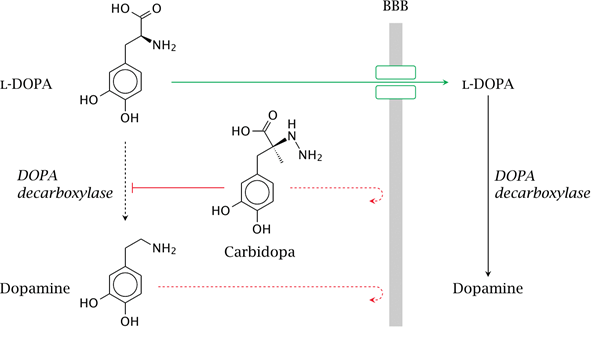 BBB
HO
O
NH₂
L-DOPA
L-DOPA
HO
OH
H
O
HO
N
NH₂
DOPA
decarboxylase
DOPA
decarboxylase
HO
OH
Carbidopa
NH₂
Dopamine
Dopamine
HO
OH